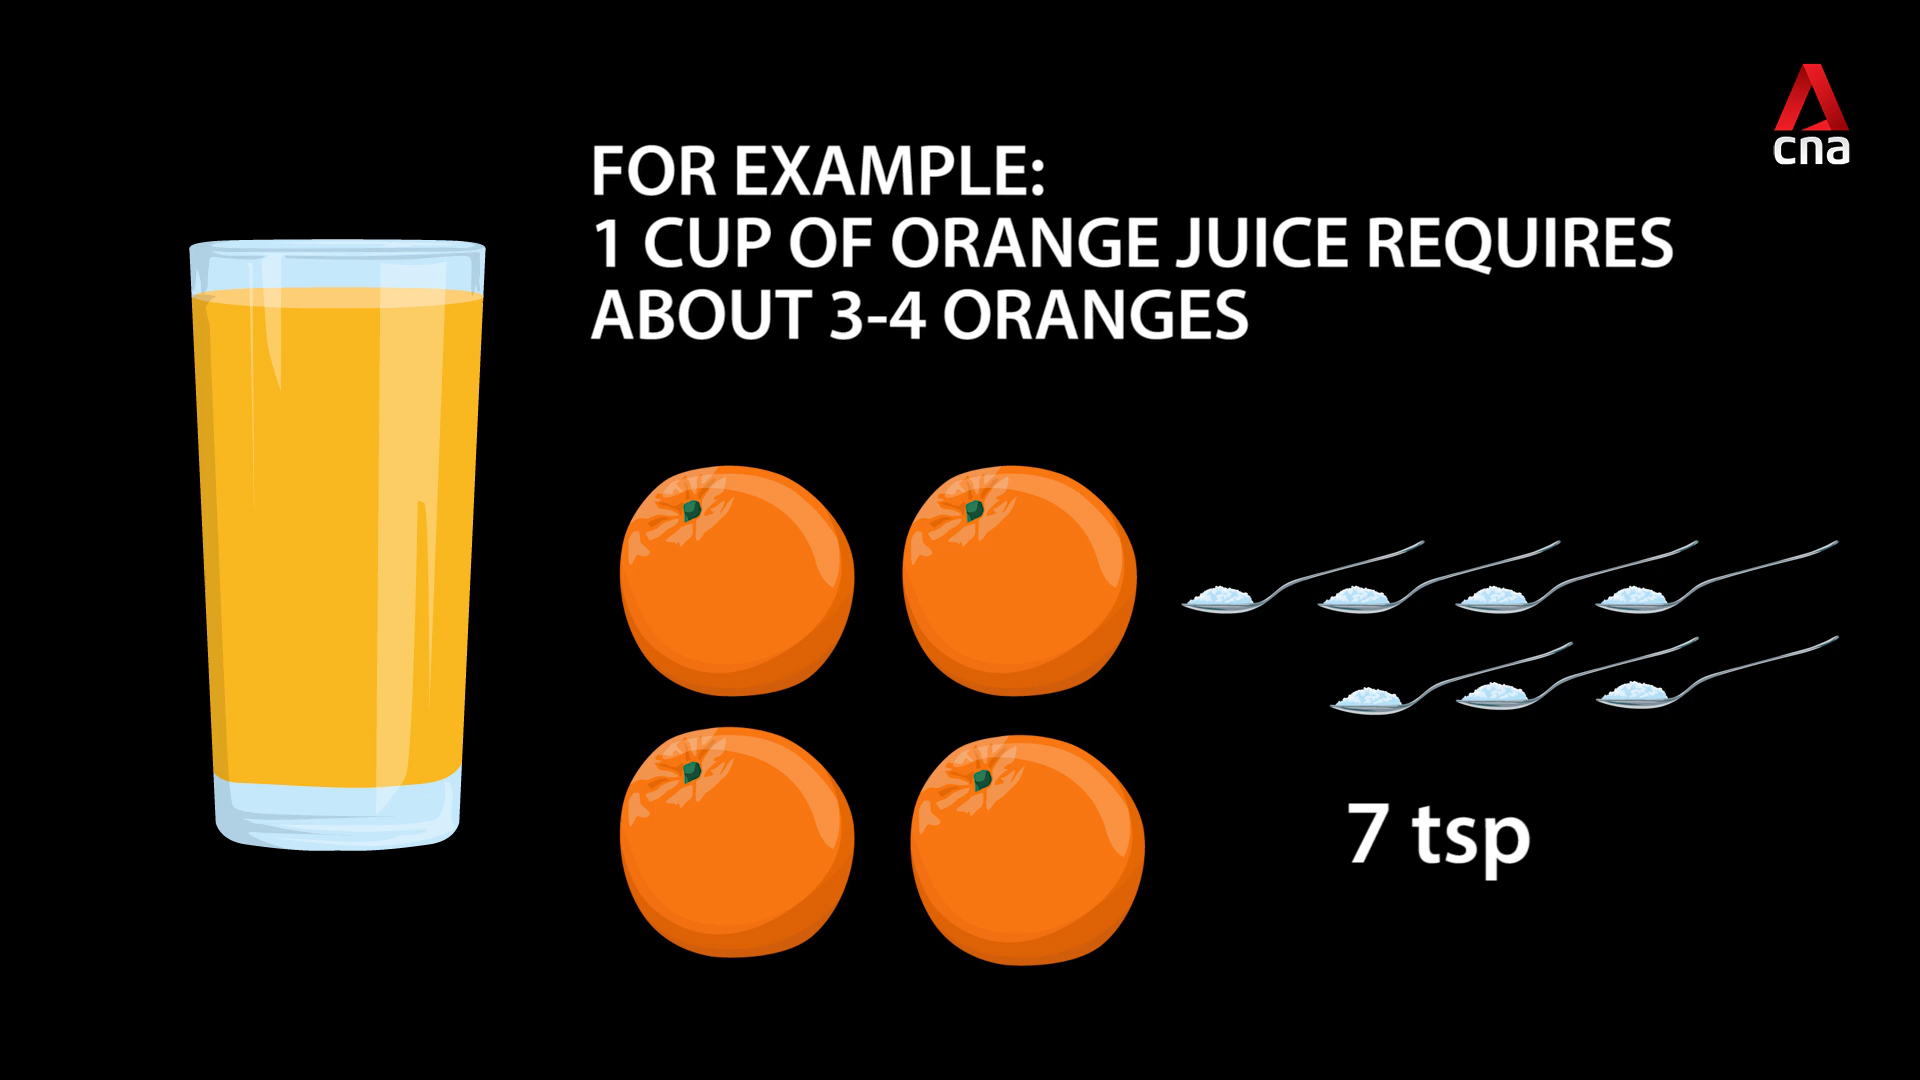 cna
FOR EXAMPLE:
1 CUP OF ORANGE JUICE REQUIRES
ABOUT 3-4 ORANGES
7 tsp